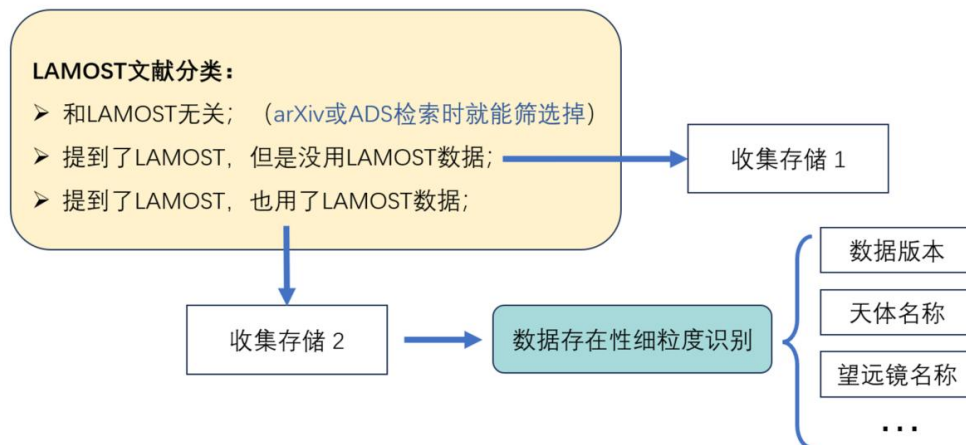 LAMOST文献分类：
➤ 和LAMOST无关；（arXiv或ADS检索时就能筛选掉）
➤ 提到了LAMOST，但是没用LAMOST数据；
收集存储 1
➤ 提到了LAMOST，也用了LAMOST数据；
收集存储 2
数据存在性细粒度识别
数据版本
天体名称
望远镜名称
...